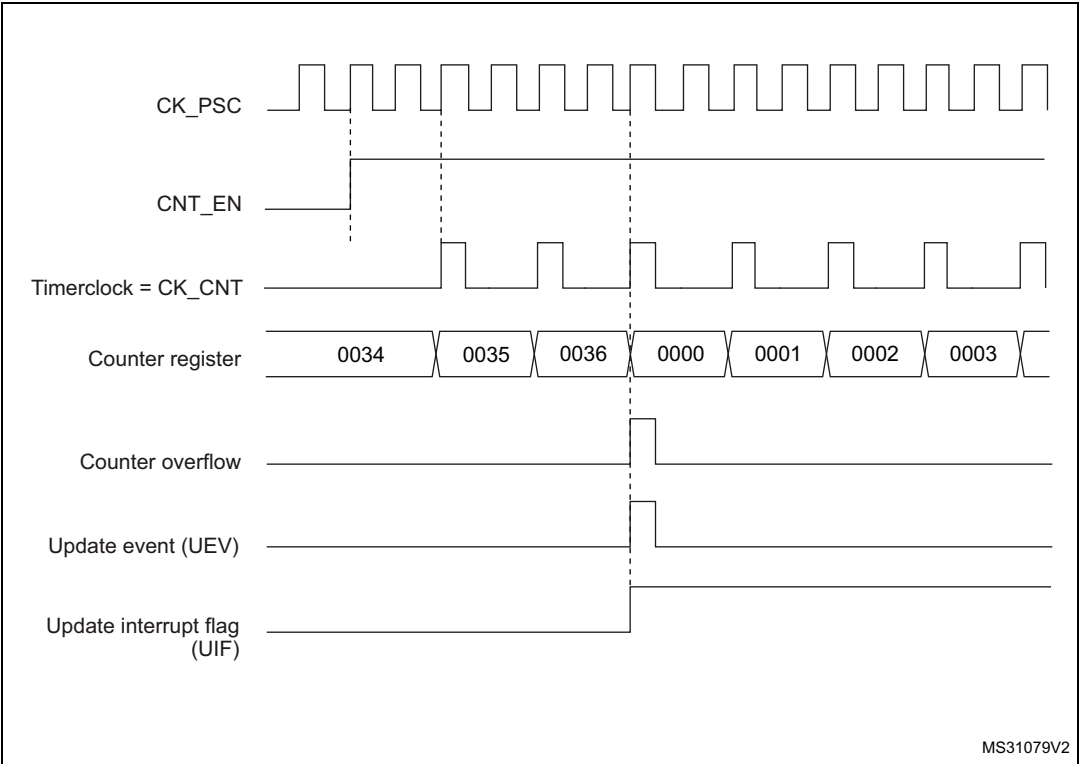 CK_PSC
CNT_EN
Timerclock = CK_CNT
Counter register 0034 0035 0036 0000 0001 0002 0003
Counter overflow
Update event (UEV)
Update interrupt flag
(UIF)
MS31079V2